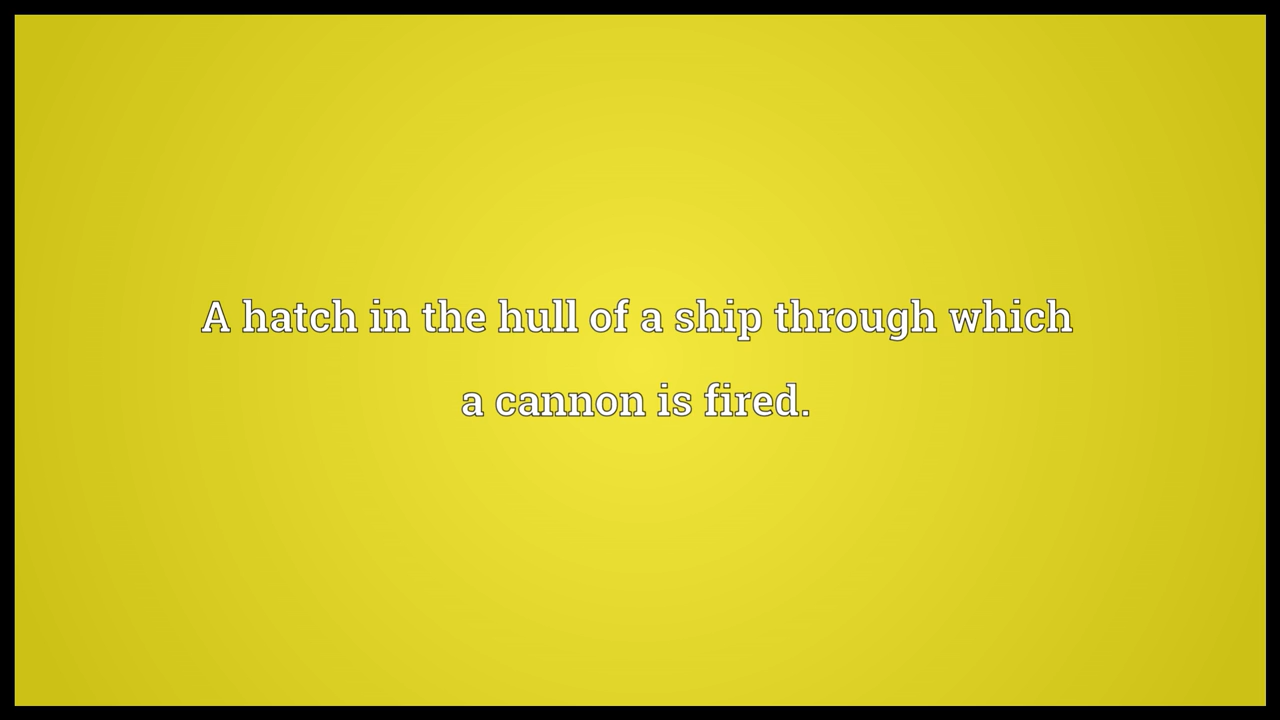 A hatch in the hull of a ship through which
a cannon is fired.